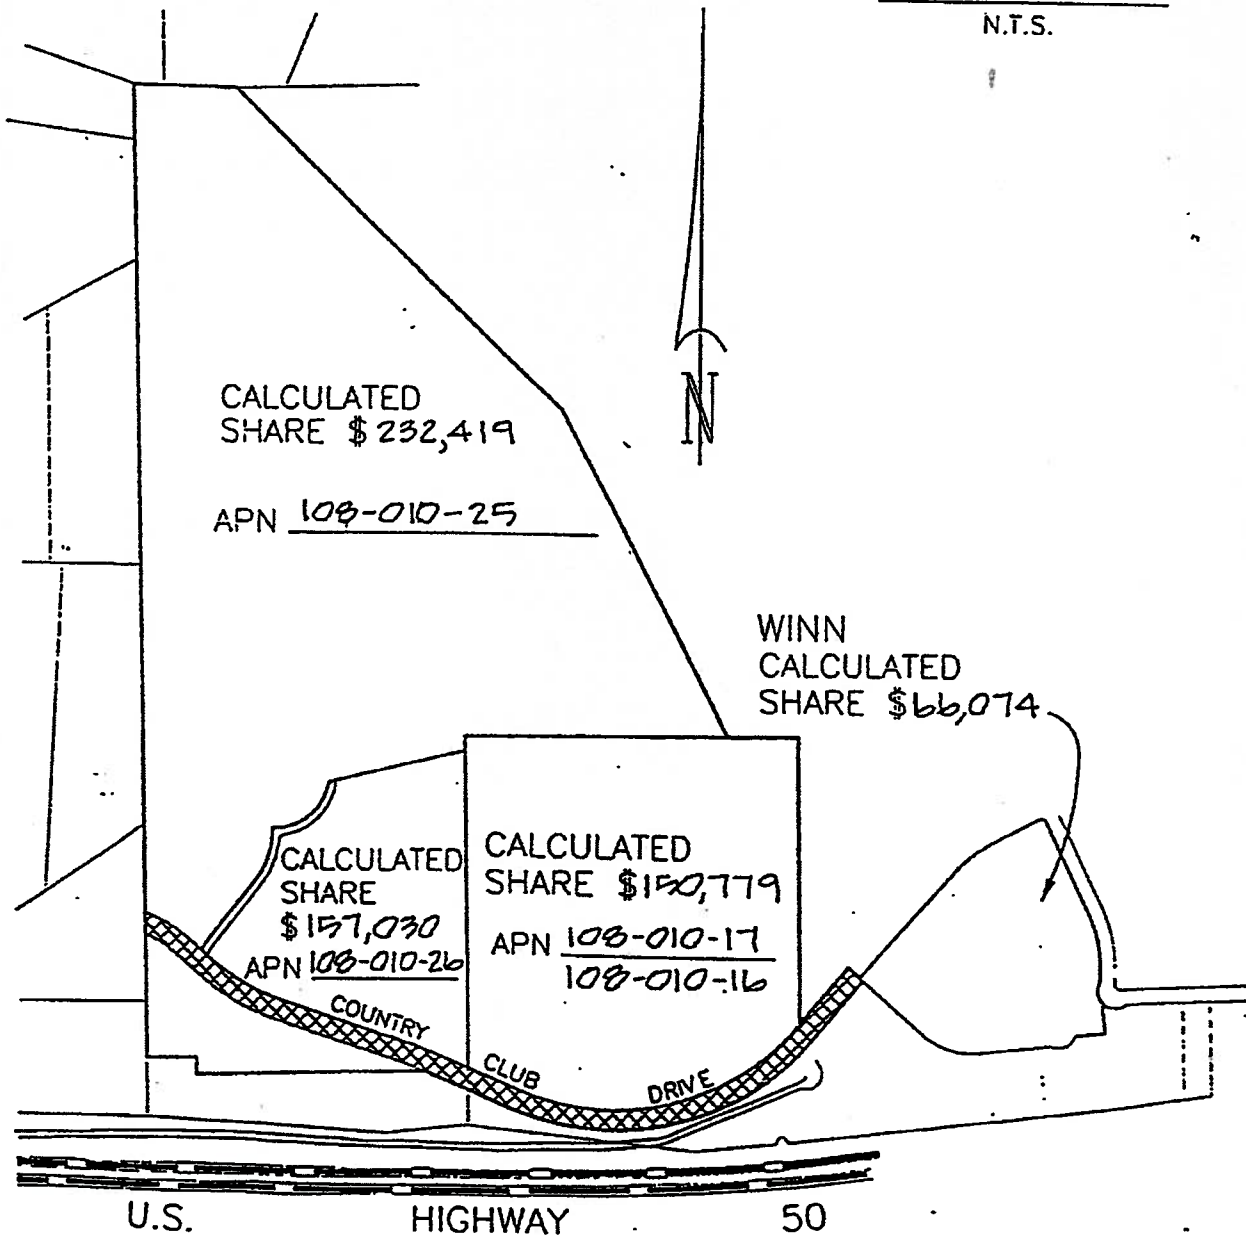 N.T.S.
N
CALCULATED
SHARE $232,419
APN 108-010-25
WINN
CALCULATED
SHARE $66,074
CALCULATED
SHARE
$157,030
APN 108-010-26
CALCULATED
SHARE $150,779
APN 108-010-17
108-010-16
COUNTRY
CLUB
DRIVE
U.S. HIGHWAY 50